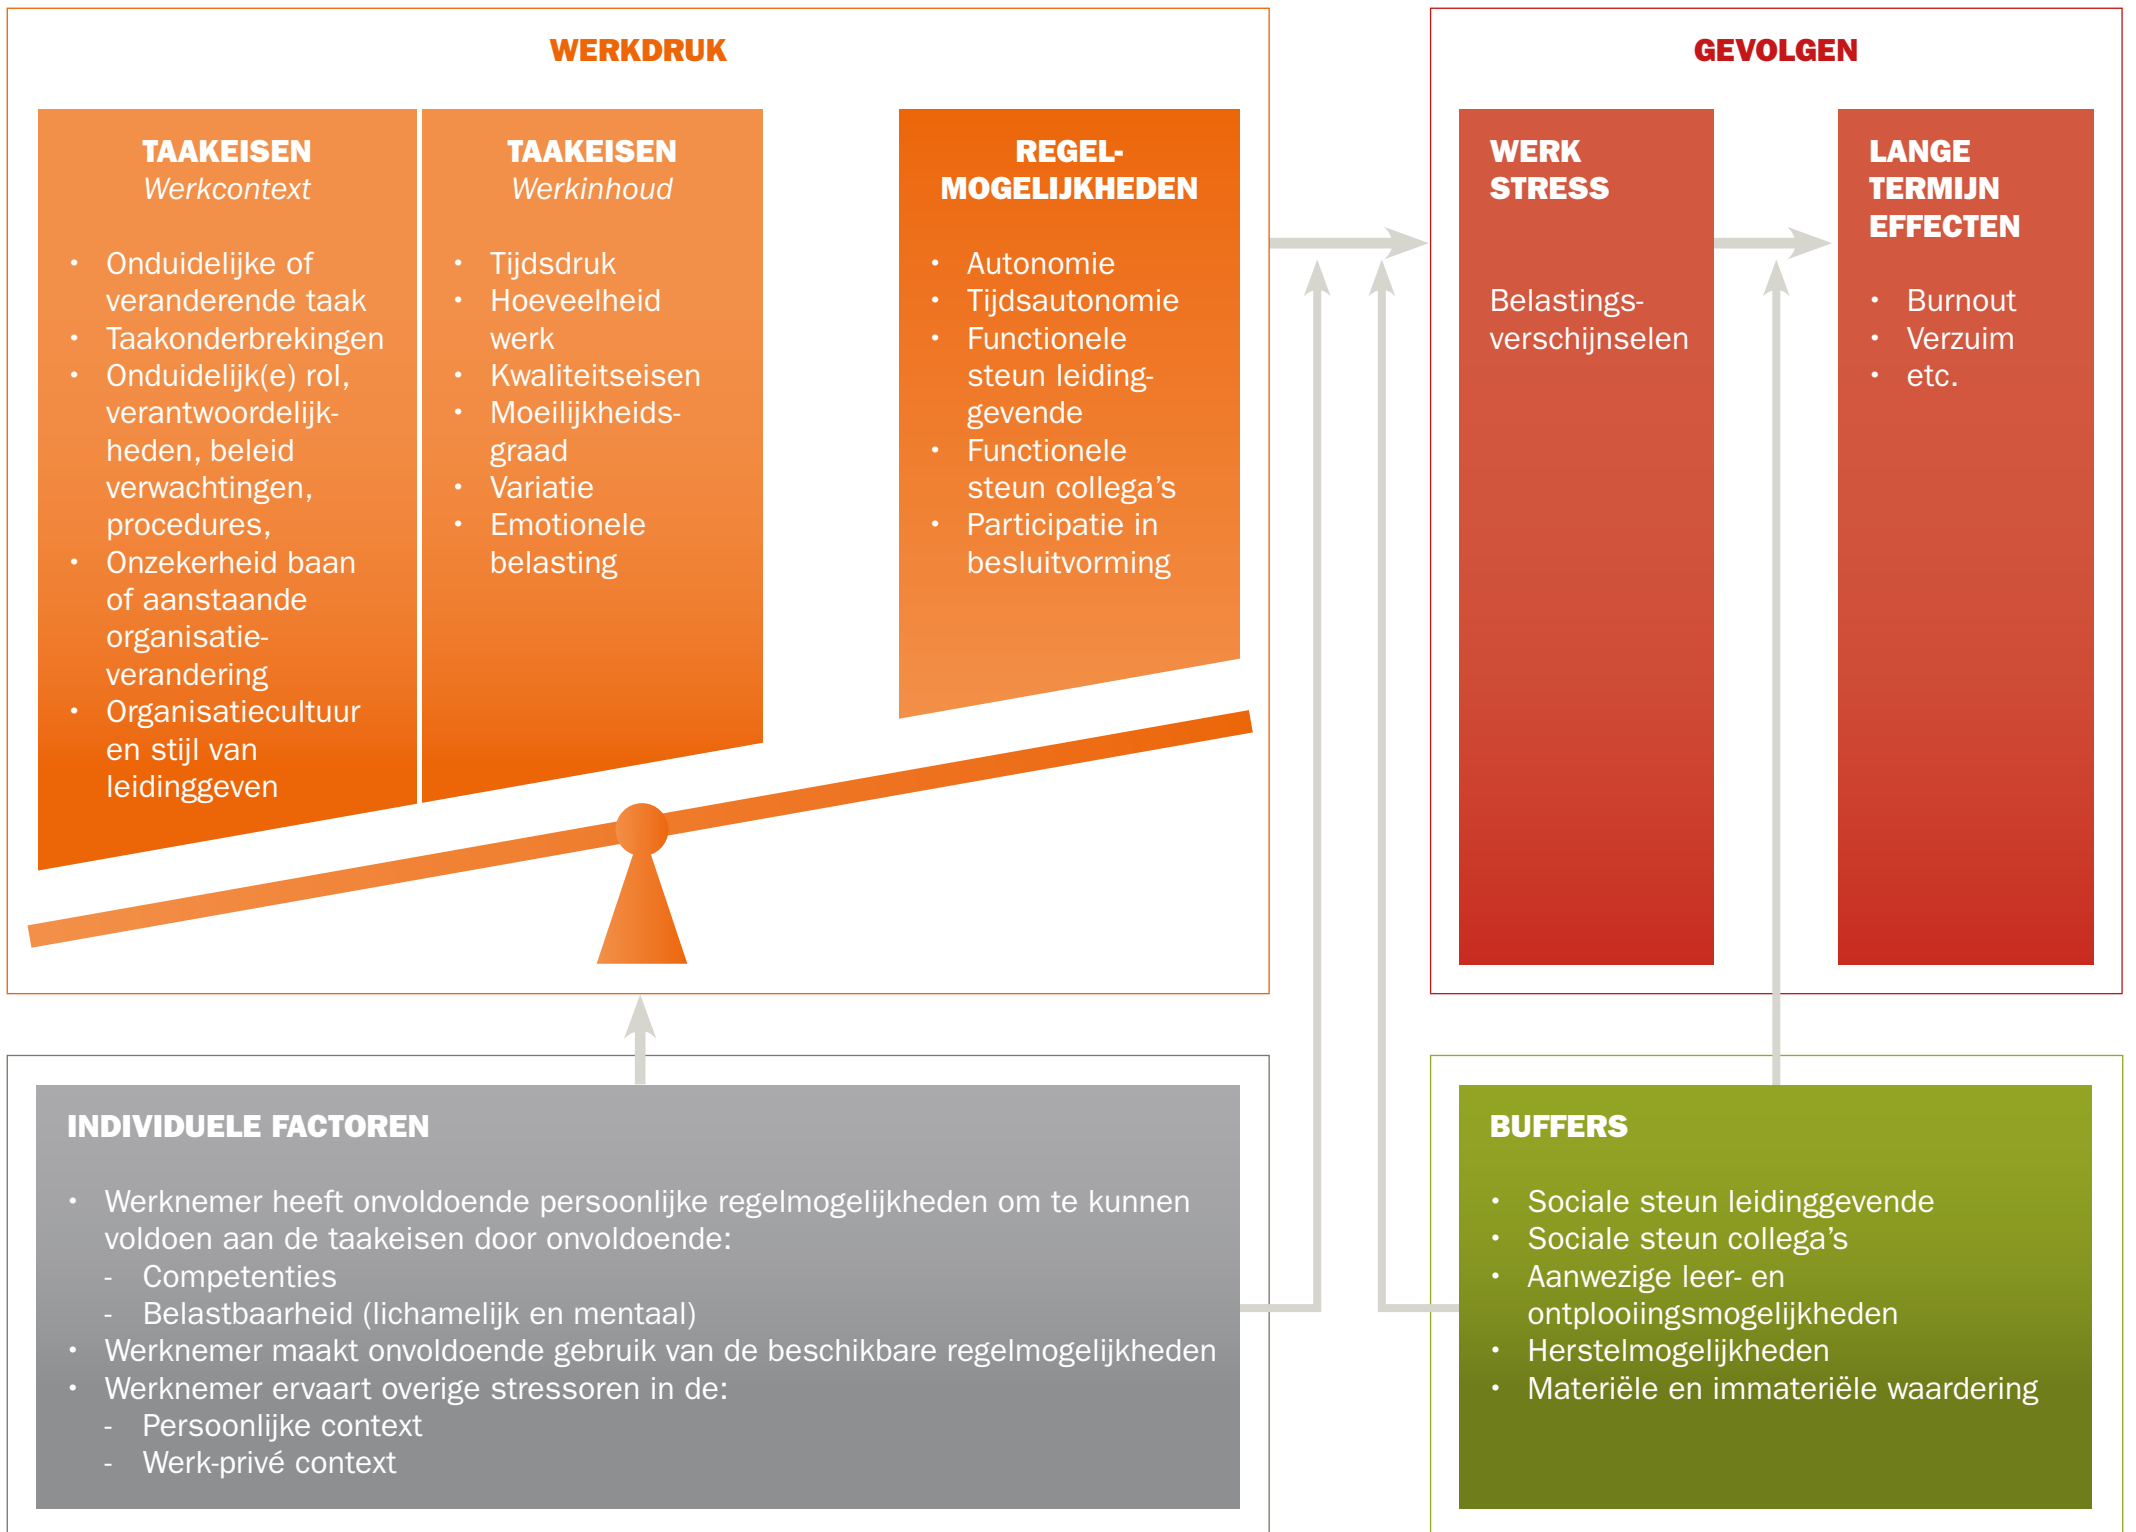 WERKDRUK
TAAKEISEN
Werkcontext
• Onduidelijke of
veranderende taak
• Taakonderbrekingen
• Onduidelijk(e) rol,
verantwoordelijk-
heden, beleid
verwachtingen,
procedures,
• Onzekerheid baan
of aanstaande
organisatie-
verandering
• Organisatiecultuur
en stijl van
leidinggeven
TAAKEISEN
Werkinhoud
• Tijdsdruk
• Hoeveelheid
werk
• Kwaliteitseisen
• Moeilijkheids-
graad
• Variatie
• Emotionele
belasting
REGEL-
MOGELIJKHEDEN
• Autonomie
• Tijdsautonomie
• Functionele
steun leiding-
gevende
• Functionele
steun collega’s
• Participatie in
besluitvorming
GEVOLGEN
WERK
STRESS
Belastings-
verschijnselen
LANGE
TERMIJN
EFFECTEN
• Burnout
• Verzuim
• etc.
INDIVIDUELE FACTOREN
• Werknemer heeft onvoldoende persoonlijke regelmogelijkheden om te kunnen
voldoen aan de taakeisen door onvoldoende:
- Competenties
- Belastbaarheid (lichamelijk en mentaal)
• Werknemer maakt onvoldoende gebruik van de beschikbare regelmogelijkheden
• Werknemer ervaart overige stressoren in de:
- Persoonlijke context
- Werk-privé context
BUFFERS
• Sociale steun leidinggevende
• Sociale steun collega’s
• Aanwezige leer- en
ontplooiingsmogelijkheden
• Herstelmogelijkheden
• Materiële en immateriële waardering